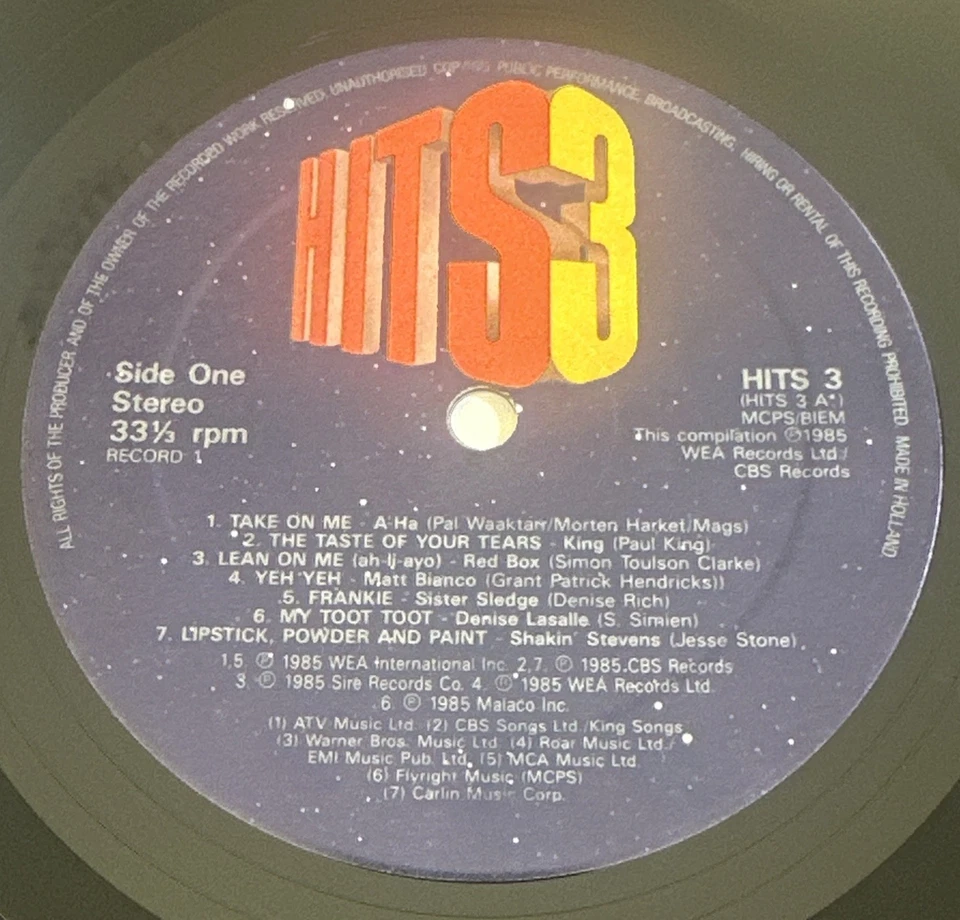 ALL RIGHTS OF THE PRODUCER AND OF THE OWNER OF THE RECORDED WORK RESERVED. UNAUTHORISED COPYING PUBLIC PERFORMANCE, BROADCASTING, HIRING OR RENTAL OF THIS RECORDING PROHIBITED. MADE IN HOLLAND
HITS3
Side One
Stereo
33⅓ rpm
RECORD 1
HITS 3
(HITS 3 A*)
MCPS/BIEM
This compilation ℗1985
WEA Records Ltd./
CBS Records
1. TAKE ON ME - A'Ha (Pal Waaktarr/Morten Harket/Mags)
2. THE TASTE OF YOUR TEARS - King (Paul King)
3. LEAN ON ME (ah-lj-ayo) - Red Box (Simon Toulson Clarke)
4. YEH YEH - Matt Bianco (Grant Patrick Hendricks))
5. FRANKIE - Sister Sledge (Denise Rich)
6. MY TOOT TOOT - Denise Lasalle (S. Simien)
7. LIPSTICK, POWDER AND PAINT - Shakin' Stevens (Jesse Stone)
1,5. ℗ 1985 WEA International Inc. 2,7. ℗ 1985 CBS Records
3. ℗ 1985 Sire Records Co. 4. ℗ 1985 WEA Records Ltd.
6. ℗ 1985 Malaco Inc.
(1) ATV Music Ltd. (2) CBS Songs Ltd./King Songs
(3) Warner Bros. Music Ltd. (4) Roar Music Ltd./
EMI Music Pub. Ltd. (5) MCA Music Ltd.
(6) Flyright Music (MCPS)
(7) Carlin Music Corp.